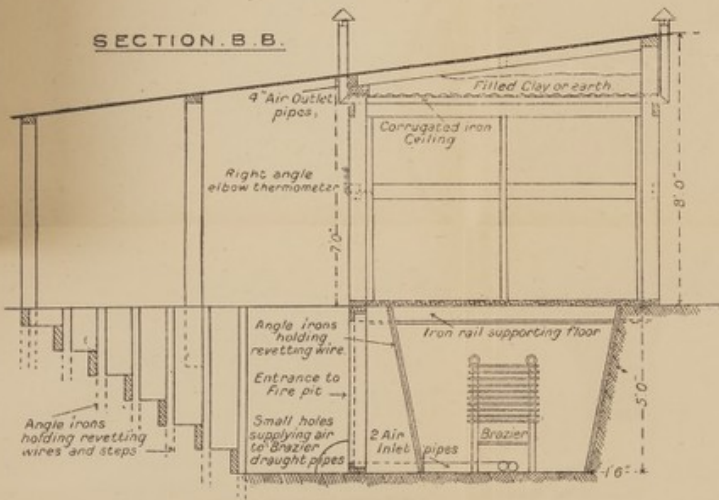 SECTION. B.B.
4" Air Outlet
pipes.
Filled Clay or earth.
Corrugated iron
Ceiling
Right angle
elbow thermometer
7'0"
8'0"
Angle irons
holding
revetting wire.
Iron rail supporting floor
Entrance to
Fire pit
5'0"
Small holes
supplying air
to Brazier
draught pipes
2 Air
Inlet pipes
Brazier
Angle irons
holding revetting
wires and steps
1'6"